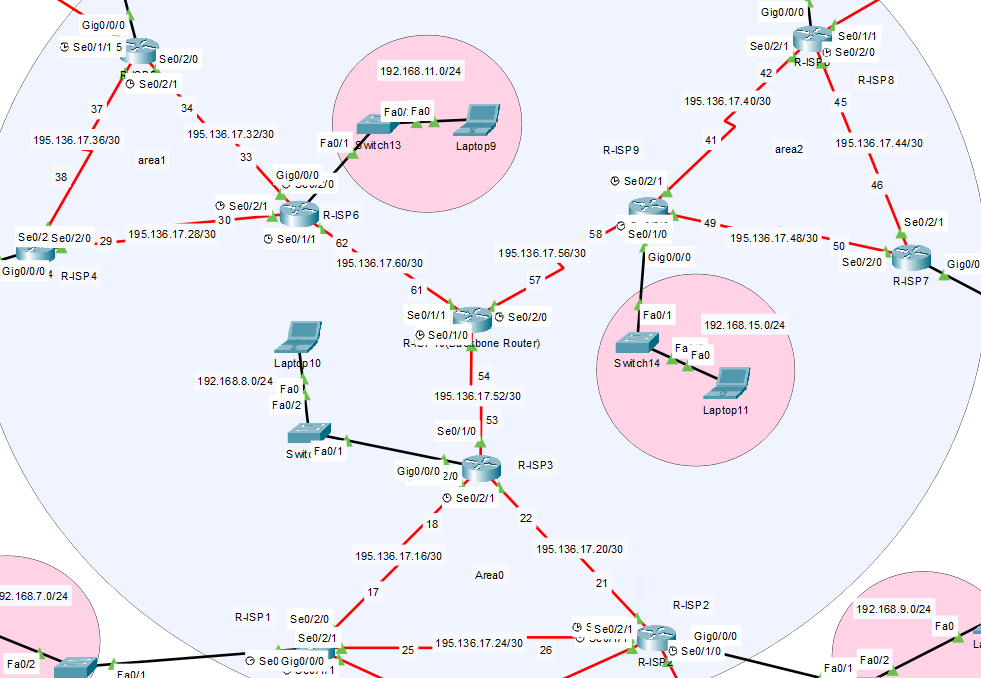 Gig0/0/0
Se0/1/1 5
Se0/2/0
Se0/2/1
37
34
195.136.17.36/30
195.136.17.32/30
area1
33
38
Gig0/0/0
Se0/2/0
Se0/2/1
30
R-ISP6
29
195.136.17.28/30
Se0/1/1
Se0/2
Se0/2/0
Gig0/0/0
R-ISP4
192.168.11.0/24
Fa0/
Fa0
Fa0/1
Switch13
Laptop9
62
195.136.17.60/30
61
Gig0/0/0
Se0/1/1
Se0/2/1
Se0/2/0
R-ISP8
42
195.136.17.40/30
41
45
195.136.17.44/30
area2
46
R-ISP9
Se0/2/1
58
Se0/1/0
49
195.136.17.48/30
50
Se0/2/1
Se0/2/0
R-ISP7
Gig0/0
Gig0/0/0
195.136.17.56/30
57
Se0/1/1
Se0/2/0
Se0/1/0
Backbone Router)
Fa0/1
192.168.15.0/24
Switch14
Fa
Fa0
Laptop11
Laptop10
192.168.8.0/24
Fa0
Fa0/2
Switc
Fa0/1
54
195.136.17.52/30
53
Se0/1/0
Gig0/0/0
2/0
R-ISP3
Se0/2/1
18
22
195.136.17.16/30
195.136.17.20/30
17
Area0
21
R-ISP1
Se0/2/0
Se0/2/1
25
195.136.17.24/30
26
Se0
Gig0/0/0
R-ISP2
Se0/2/1
Gig0/0/0
Se0/1/0
R-ISP2
92.168.7.0/24
Fa0/2
Fa0/1
192.168.9.0/24
Fa0
La
Fa0/2
Fa0/1